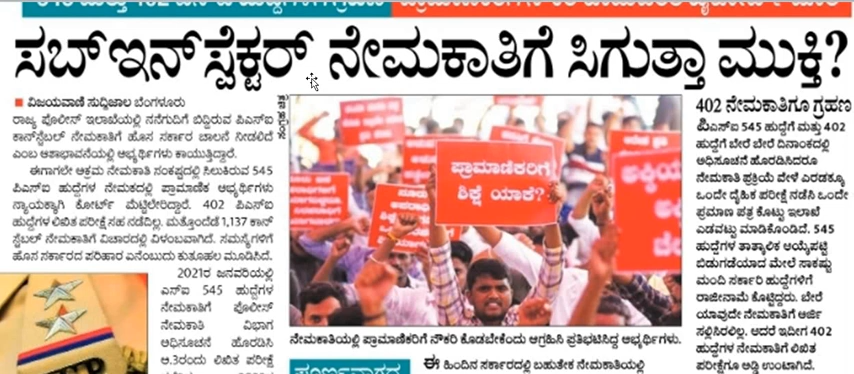 ಸಬ್‌ಇನ್‌ಸ್ಪೆಕ್ಟರ್ ನೇಮಕಾತಿಗೆ ಸಿಗುತ್ತಾ ಮುಕ್ತಿ?
■ ವಿಜಯವಾಣಿ ಸುದ್ದಿಜಾಲ ಬೆಂಗಳೂರು
ರಾಜ್ಯ ಪೊಲೀಸ್ ಇಲಾಖೆಯಲ್ಲಿ ನನೆಗುದಿಗೆ ಬಿದ್ದಿರುವ ಪಿಎಸ್‌ಐ
ಕಾನ್‌ಸ್ಟೆಬಲ್ ನೇಮಕಾತಿಗೆ ಹೊಸ ಸರ್ಕಾರ ಚಾಲನೆ ನೀಡಲಿದೆ
ಎಂಬ ಆಶಾಭಾವನೆಯಲ್ಲಿ ಅಭ್ಯರ್ಥಿಗಳು ಕಾಯುತ್ತಿದ್ದಾರೆ.
ಈಗಾಗಲೇ ಅಕ್ರಮ ನೇಮಕಾತಿ ಸಂಕಷ್ಟದಲ್ಲಿ ಸಿಲುಕಿರುವ 545
ಪಿಎಸ್‌ಐ ಹುದ್ದೆಗಳ ನೇಮಕದಲ್ಲಿ ಪ್ರಾಮಾಣಿಕ ಅಭ್ಯರ್ಥಿಗಳು
ನ್ಯಾಯಕ್ಕಾಗಿ ಕೋರ್ಟ್ ಮೆಟ್ಟಿಲೇರಿದ್ದಾರೆ. 402 ಪಿಎಸ್‌ಐ
ಹುದ್ದೆಗಳ ಲಿಖಿತ ಪರೀಕ್ಷೆ ಸಹ ನಡೆದಿಲ್ಲ. ಮತ್ತೊಂದೆಡೆ 1,137 ಕಾನ್
ಸ್ಟೆಬಲ್ ನೇಮಕಾತಿ ವಿಚಾರದಲ್ಲಿ ವಿಳಂಬವಾಗಿದೆ. ಸಮಸ್ಯೆಗಳಿಗೆ
ಹೊಸ ಸರ್ಕಾರದ ಪರಿಹಾರ ಏನೆಂಬುದು ಕುತೂಹಲ ಮೂಡಿಸಿದೆ.
2021ರ ಜನವರಿಯಲ್ಲಿ
ಎಸ್‌ಐ 545 ಹುದ್ದೆಗಳ
ನೇಮಕಾತಿಗೆ ಪೊಲೀಸ್
ನೇಮಕಾತಿ ವಿಭಾಗ
ಅಧಿಸೂಚನೆ ಹೊರಡಿಸಿ
ಅ.3ರಂದು ಲಿಖಿತ ಪರೀಕ್ಷೆ
ಸಂಗ್ರಹ ಚಿತ್ರ
ಪ್ರಾಮಾಣಿಕರಿಗೆ
ಶಿಕ್ಷೆ ಯಾಕೆ?
ನೇಮಕಾತಿಯಲ್ಲಿ ಪ್ರಾಮಾಣಿಕರಿಗೆ ನೌಕರಿ ಕೊಡಬೇಕೆಂದು ಆಗ್ರಹಿಸಿ ಪ್ರತಿಭಟಿಸಿದ್ದ ಅಭ್ಯರ್ಥಿಗಳು.
ಈ ಹಿಂದಿನ ಸರ್ಕಾರದಲ್ಲಿ ಬಹುತೇಕ ನೇಮಕಾತಿಯಲ್ಲಿ
402 ನೇಮಕಾತಿಗೂ ಗ್ರಹಣ
ಪಿಎಸ್‌ಐ 545 ಹುದ್ದೆಗೆ ಮತ್ತು 402
ಹುದ್ದೆಗೆ ಬೇರೆ ಬೇರೆ ದಿನಾಂಕದಲ್ಲಿ
ಅಧಿಸೂಚನೆ ಹೊರಡಿಸಿದರೂ
ನೇಮಕಾತಿ ಪ್ರಕ್ರಿಯೆ ವೇಳೆ ಎರಡಕ್ಕೂ
ಒಂದೇ ದೈಹಿಕ ಪರೀಕ್ಷೆ ನಡೆಸಿ ಒಂದೇ
ಪ್ರಮಾಣ ಪತ್ರ ಕೊಟ್ಟು ಇಲಾಖೆ
ಎಡವಟ್ಟು ಮಾಡಿಕೊಂಡಿದೆ. 545
ಹುದ್ದೆಗಳ ತಾತ್ಕಾಲಿಕ ಆಯ್ಕೆಪಟ್ಟಿ
ಬಿಡುಗಡೆಯಾದ ಮೇಲೆ ಸಾಕಷ್ಟು
ಮಂದಿ ಸರ್ಕಾರಿ ಹುದ್ದೆಗಳಿಗೆ
ರಾಜೀನಾಮೆ ಕೊಟ್ಟಿದ್ದರು. ಬೇರೆ
ಯಾವುದೇ ನೇಮಕಾತಿಗೆ ಅರ್ಜಿ
ಸಲ್ಲಿಸಿರಲಿಲ್ಲ. ಆದರೆ ಇದೀಗ 402
ಹುದ್ದೆಗಳ ನೇಮಕಾತಿಗೆ ಲಿಖಿತ
ಪರೀಕ್ಷೆಗೂ ಅಡ್ಡಿ ಉಂಟಾಗಿದೆ.